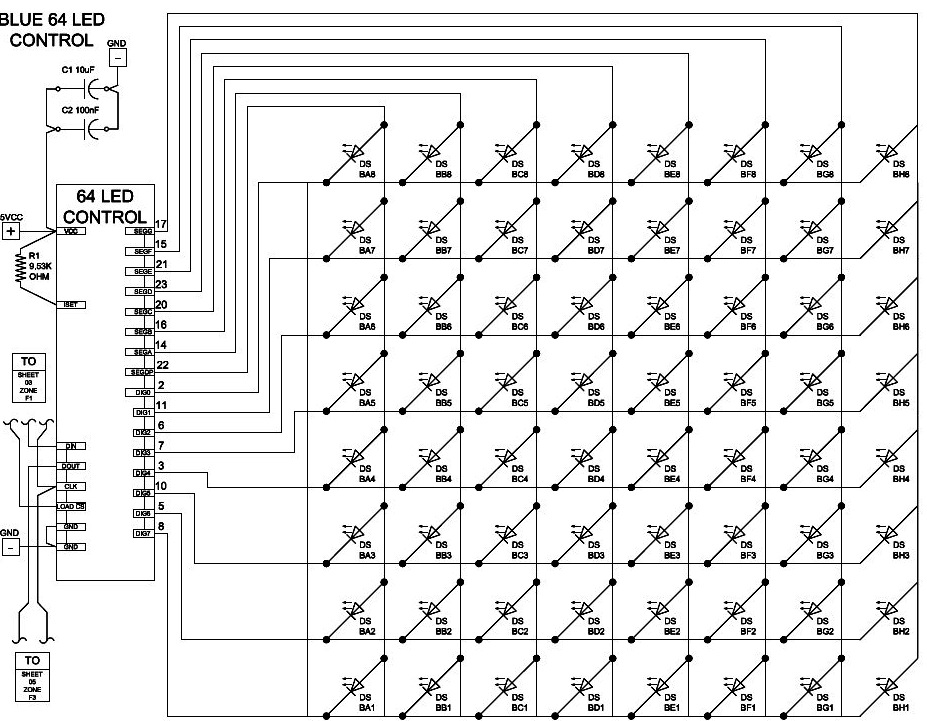 BLUE 64 LED
CONTROL
GND
-
C1 10uF
C2 100nF
64 LED
CONTROL
5VCC
+
R1
9,53K
OHM
VCC
ISET
SEGG 17
SEGF 15
SEGE 21
SEGD 23
SEGC 20
SEGB 16
SEGA 14
SEGDP 22
DIG0 2
DIG1 11
DIG2 6
DIG3 7
DIG4 3
DIG5 10
DIG6 5
DIG7 8
TO
SHEET
03
ZONE
F1
DIN
DOUT
CLK
LOAD CS
GND
GND
GND
-
TO
SHEET
05
ZONE
F3
DS DS DS DS DS DS DS DS
BA8 BB8 BC8 BD8 BE8 BF8 BG8 BH8
DS DS DS DS DS DS DS DS
BA7 BB7 BC7 BD7 BE7 BF7 BG7 BH7
DS DS DS DS DS DS DS DS
BA6 BB6 BC6 BD6 BE6 BF6 BG6 BH6
DS DS DS DS DS DS DS DS
BA5 BB5 BC5 BD5 BE5 BF5 BG5 BH5
DS DS DS DS DS DS DS DS
BA4 BB4 BC4 BD4 BE4 BF4 BG4 BH4
DS DS DS DS DS DS DS DS
BA3 BB3 BC3 BD3 BE3 BF3 BG3 BH3
DS DS DS DS DS DS DS DS
BA2 BB2 BC2 BD2 BE2 BF2 BG2 BH2
DS DS DS DS DS DS DS DS
BA1 BB1 BC1 BD1 BE1 BF1 BG1 BH1